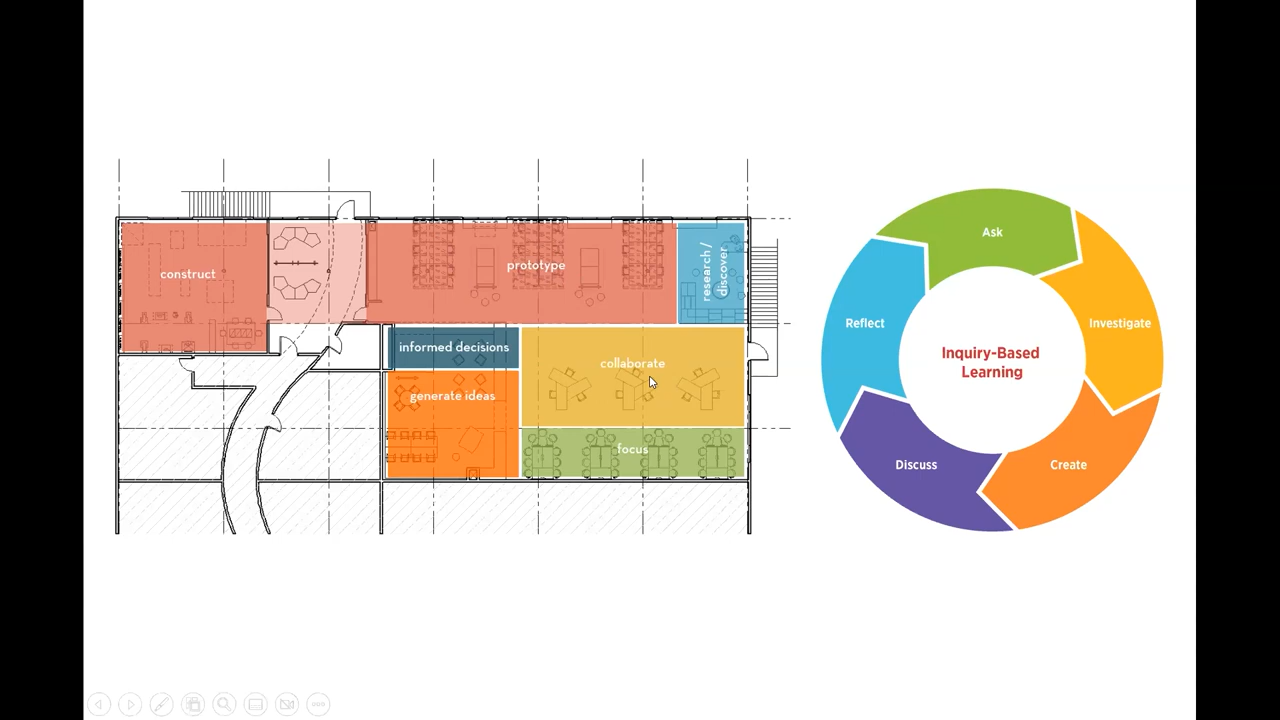 construct
prototype
research /
discover
informed decisions
collaborate
generate ideas
focus
Ask
Investigate
Create
Discuss
Reflect
Inquiry-Based
Learning